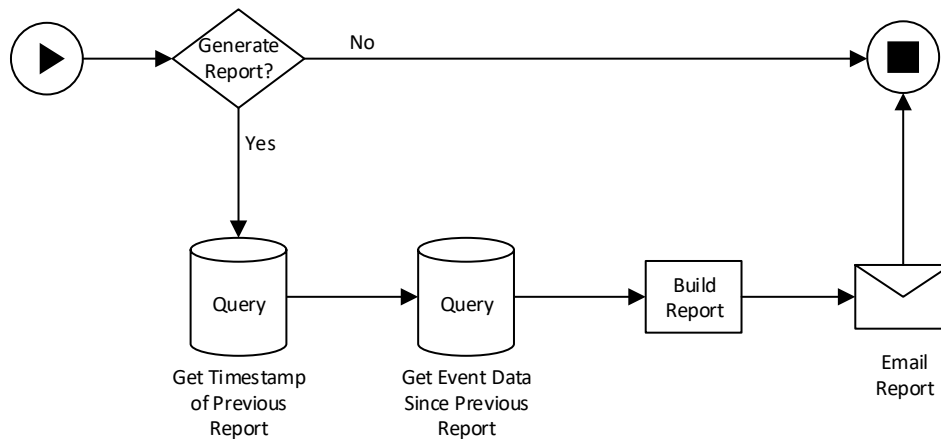 Generate
Report?
No
Yes
Query
Query
Build
Report
Get Timestamp
of Previous
Report
Get Event Data
Since Previous
Report
Email
Report